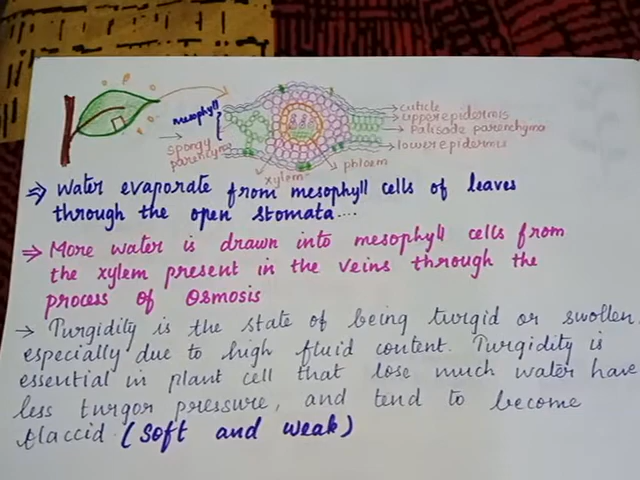 mesophyll
cuticle
upper epidermis
Palisade parenchyma
lower epidermis
spongy
parenchyma
xylem
phloem
⇒ Water evaporate from mesophyll cells of leaves
through the open stomata....
⇒ More water is drawn into mesophyll cells from
the xylem present in the veins through the
process of Osmosis
→ Turgidity is the state of being turgid or swollen
especially due to high fluid content. Turgidity is
essential in plant cell that lose much water have
less turgor pressure, and tend to become
flaccid (Soft and weak)